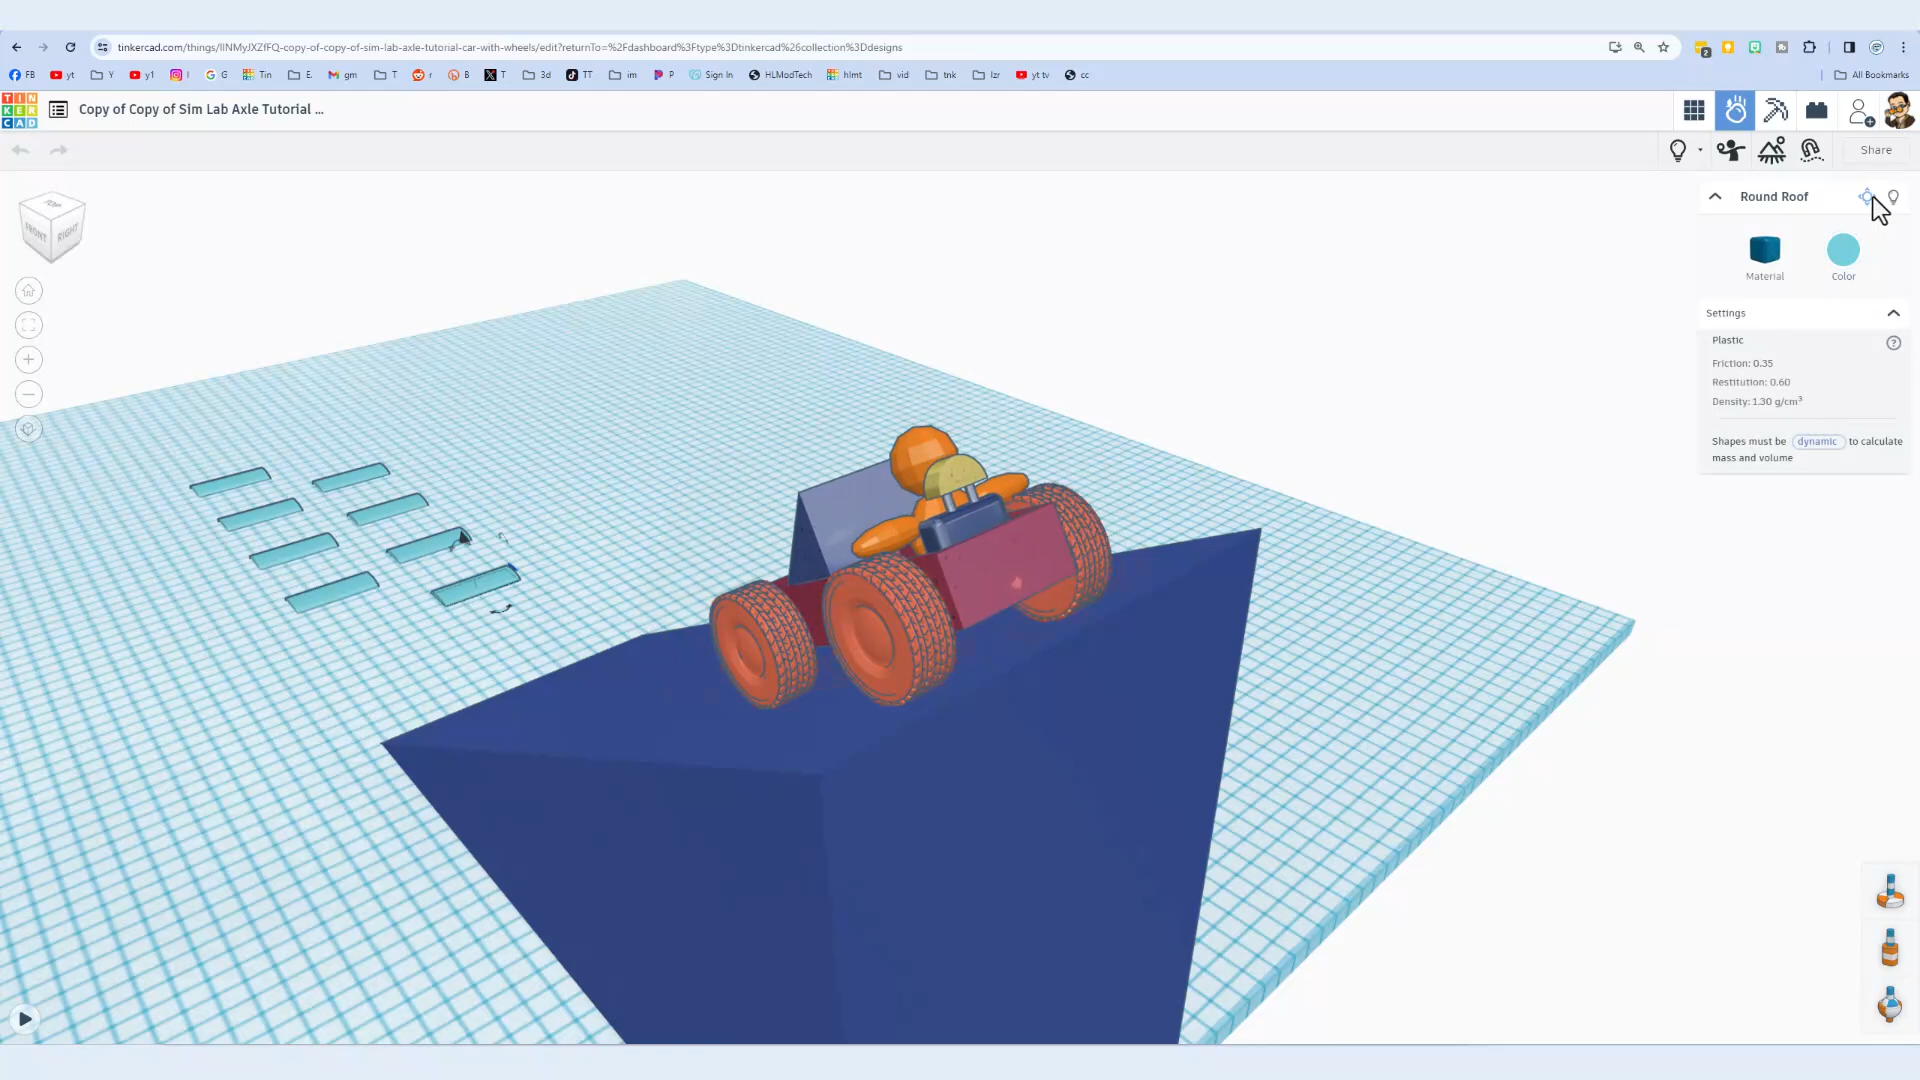 tinkercad.com/things/lINMyJXZfFQ-copy-of-copy-of-sim-lab-axle-tutorial-car-with-wheels/edit?returnTo=%2Fdashboard%3Ftype%3Dtinkercad%26collection%3Ddesigns
2
FB yt Y y1 I G Tin E. gm T r B T 3d TT im P Sign In HLModTech hlmt vid tnk lzr yt tv cc All Bookmarks
TIN
KER
CAD
Copy of Copy of Sim Lab Axle Tutorial ...
Share
TOP
FRONT RIGHT
Round Roof
Material Color
Settings
Plastic
?
Friction: 0.35
Restitution: 0.60
Density: 1.30 g/cm³
Shapes must be dynamic to calculate
mass and volume